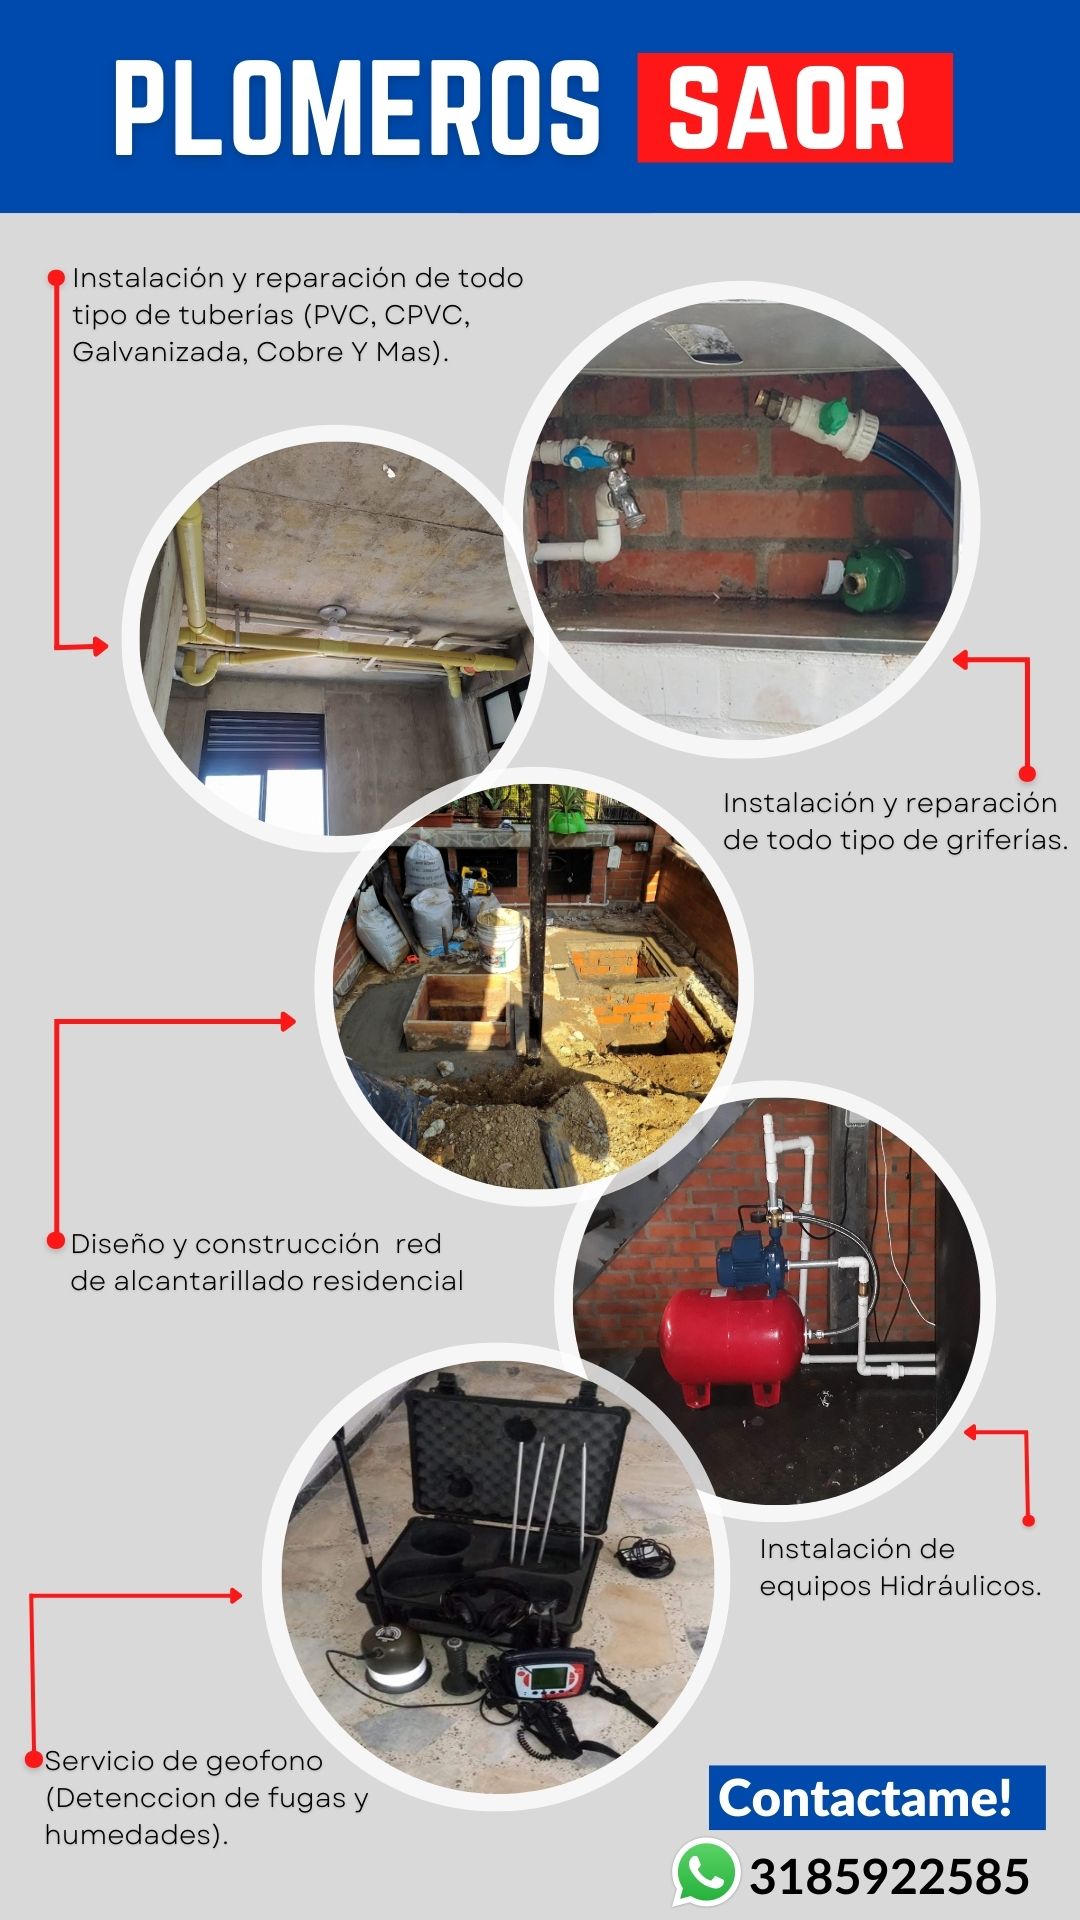 PLOMEROS SAOR
Instalación y reparación de todo
tipo de tuberías (PVC, CPVC,
Galvanizada, Cobre Y Mas).
Instalación y reparación
de todo tipo de griferías.
Diseño y construcción red
de alcantarillado residencial
Instalación de
equipos Hidráulicos.
Servicio de geofono
(Detenccion de fugas y
humedades).
Contactame!
3185922585